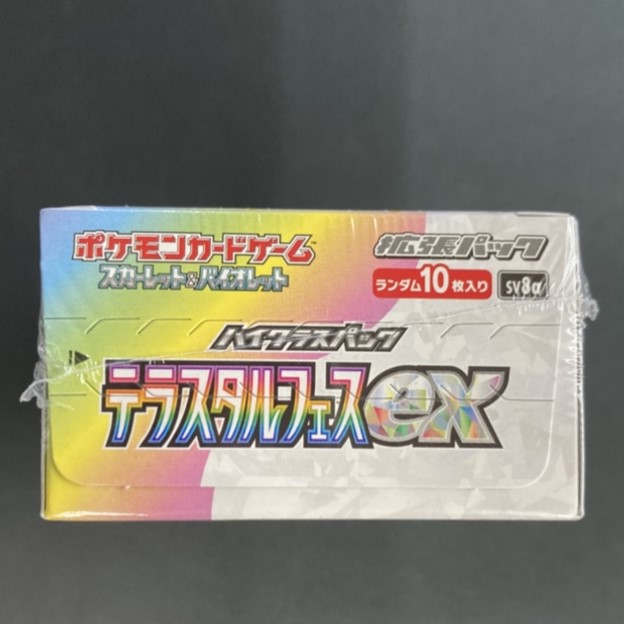 ポケモンカードゲーム™
スカーレット&バイオレット
拡張パック
ランダム10枚入り
SV8a
ハイクラスパック
テラスタルフェスex